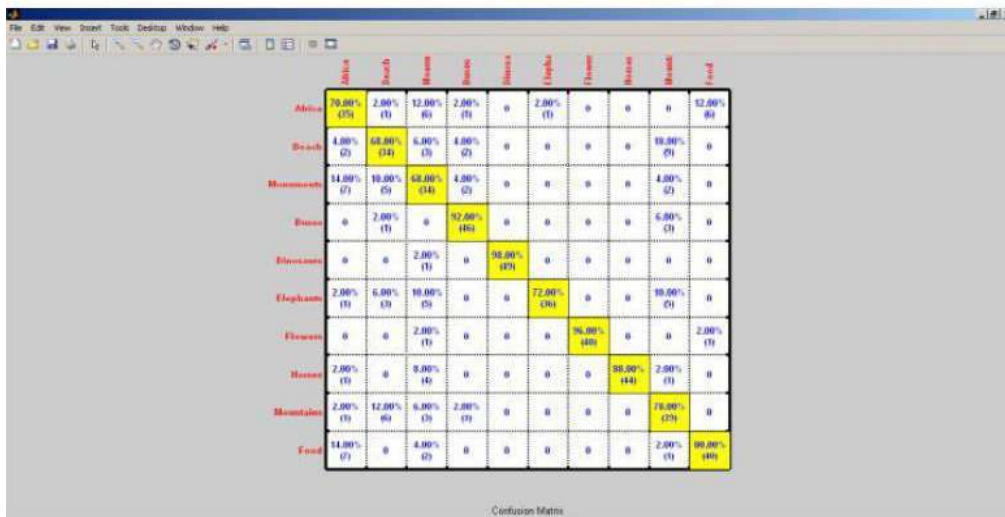 File Edit View Insert Tools Desktop Window Help
Africa Beach Monum Buses Dinosa Elepha Flower Horses Mount Food
Africa 70.00% 2.00% 12.00% 2.00% 0 2.00% 0 0 0 12.00%
(35) (1) (6) (1) (1) (6)
Beach 4.00% 68.00% 6.00% 4.00% 0 0 0 0 18.00% 0
(2) (34) (3) (2) (9)
Monuments 14.00% 10.00% 68.00% 4.00% 0 0 0 0 4.00% 0
(7) (5) (34) (2) (2)
Buses 0 2.00% 0 92.00% 0 0 0 0 6.00% 0
(1) (46) (3)
Dinosaurs 0 0 2.00% 0 98.00% 0 0 0 0 0
(1) (49)
Elephants 2.00% 6.00% 10.00% 0 0 72.00% 0 0 10.00% 0
(1) (3) (5) (36) (5)
Flowers 0 0 2.00% 0 0 0 96.00% 0 0 2.00%
(1) (48) (1)
Horses 2.00% 0 8.00% 0 0 0 0 88.00% 2.00% 0
(1) (4) (44) (1)
Mountains 2.00% 12.00% 6.00% 2.00% 0 0 0 0 78.00% 0
(1) (6) (3) (1) (39)
Food 14.00% 0 4.00% 0 0 0 0 0 2.00% 80.00%
(7) (2) (1) (40)
Confusion Matrix